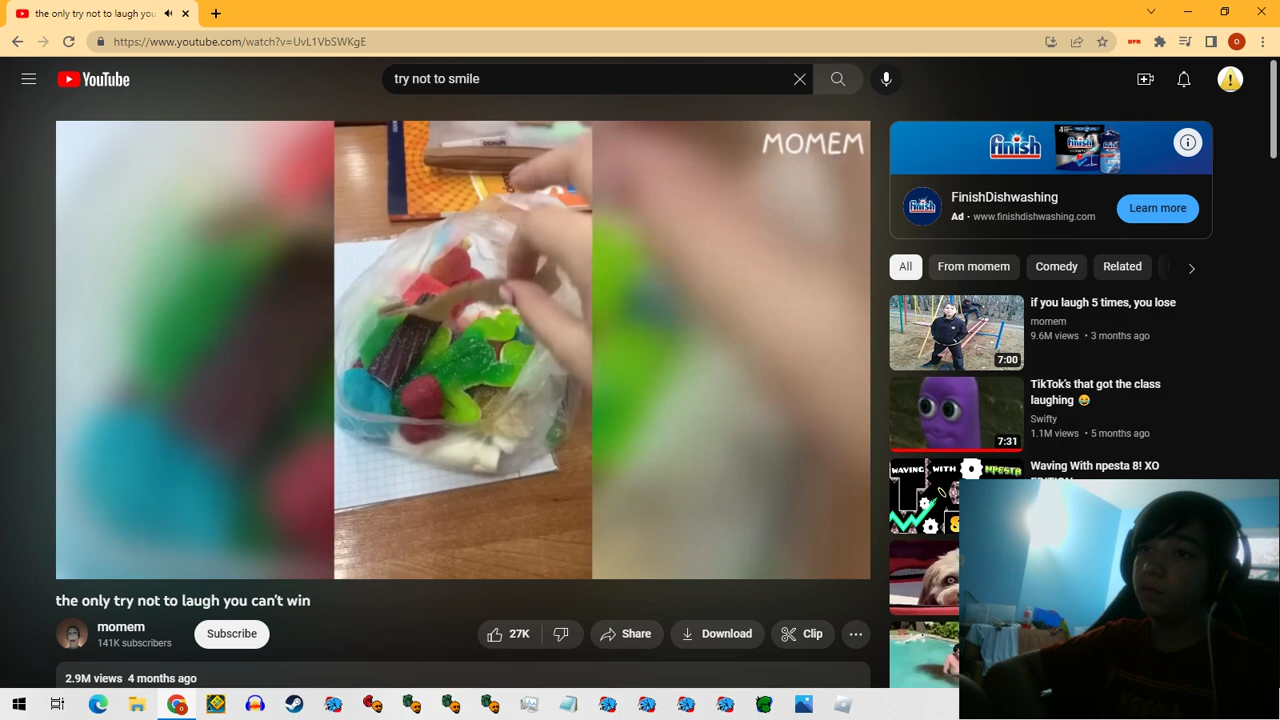 the only try not to laugh you
https://www.youtube.com/watch?v=UvL1VbSWKgE
YouTube
try not to smile
MOMEM
finish
FinishDishwashing
Ad · www.finishdishwashing.com
Learn more
All
From momem
Comedy
Related
if you laugh 5 times, you lose
momem
9.6M views • 3 months ago
7:00
TikTok's that got the class
laughing 😂
Swifty
1.1M views • 5 months ago
7:31
WAVING WITH NPESTA
Waving With npesta 8! XO
the only try not to laugh you can't win
momem
141K subscribers
Subscribe
27K
Share
Download
Clip
2.9M views 4 months ago